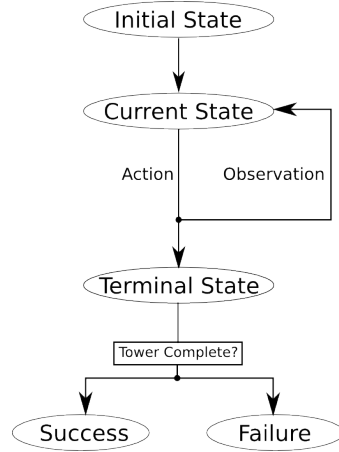 Initial State
Current State
Action
Observation
Terminal State
Tower Complete?
Success
Failure